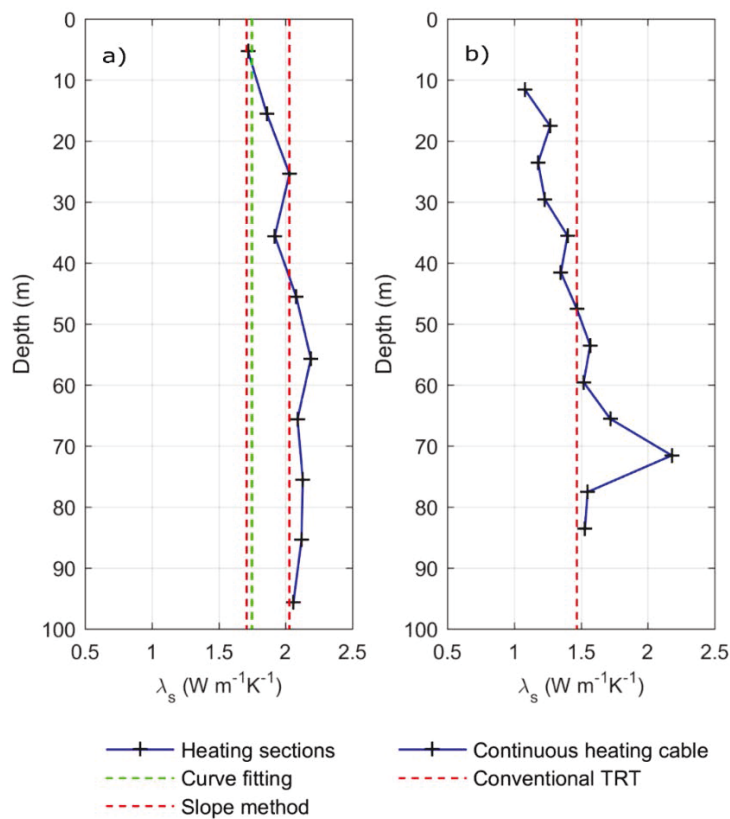 a)
0
10
20
30
40
50
60
70
80
90
100
Depth (m)
0.5 1 1.5 2 2.5
λs (W m⁻¹K⁻¹)
b)
0
10
20
30
40
50
60
70
80
90
100
Depth (m)
0.5 1 1.5 2 2.5
λs (W m⁻¹K⁻¹)
Heating sections
Curve fitting
Slope method
Continuous heating cable
Conventional TRT